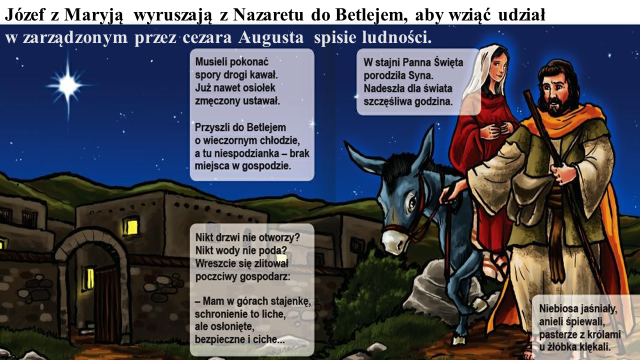 Józef z Maryją wyruszają z Nazaretu do Betlejem, aby wziąć udział
w zarządzonym przez cezara Augusta spisie ludności.
Musieli pokonać
spory drogi kawał.
Już nawet osiołek
zmęczony ustawał.
Przyszli do Betlejem
o wieczornym chłodzie,
a tu niespodzianka – brak
miejsca w gospodzie.
W stajni Panna Święta
porodziła Syna.
Nadeszła dla świata
szczęśliwa godzina.
Nikt drzwi nie otworzy?
Nikt wody nie poda?
Wreszcie się zlitował
poczciwy gospodarz:
– Mam w górach stajenkę,
schronienie to liche,
ale osłonięte,
bezpieczne i ciche...
Niebiosa jaśniały,
anieli śpiewali,
pasterze z królami
u żłóbka klękali.